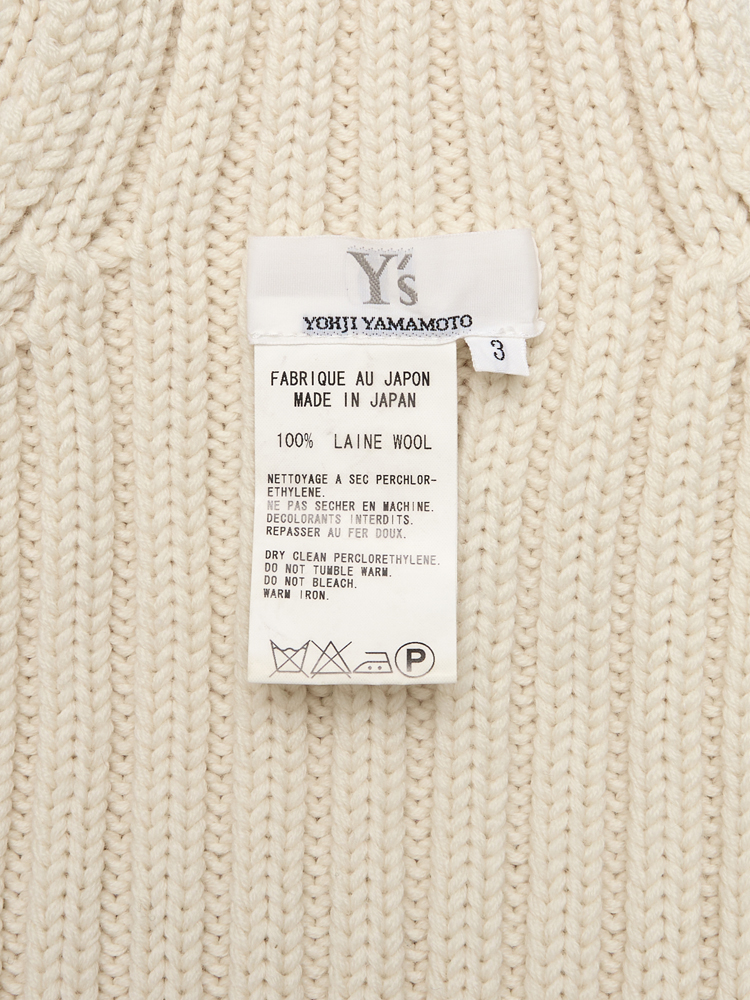 Y's
YOHJI YAMAMOTO
3
FABRIQUE AU JAPON
MADE IN JAPAN
100% LAINE WOOL
NETTOYAGE A SEC PERCHLOR-
ETHYLENE.
NE PAS SECHER EN MACHINE.
DECOLORANTS INTERDITS.
REPASSER AU FER DOUX.
DRY CLEAN PERCLORETHYLENE.
DO NOT TUMBLE WARM.
DO NOT BLEACH.
WARM IRON.
P